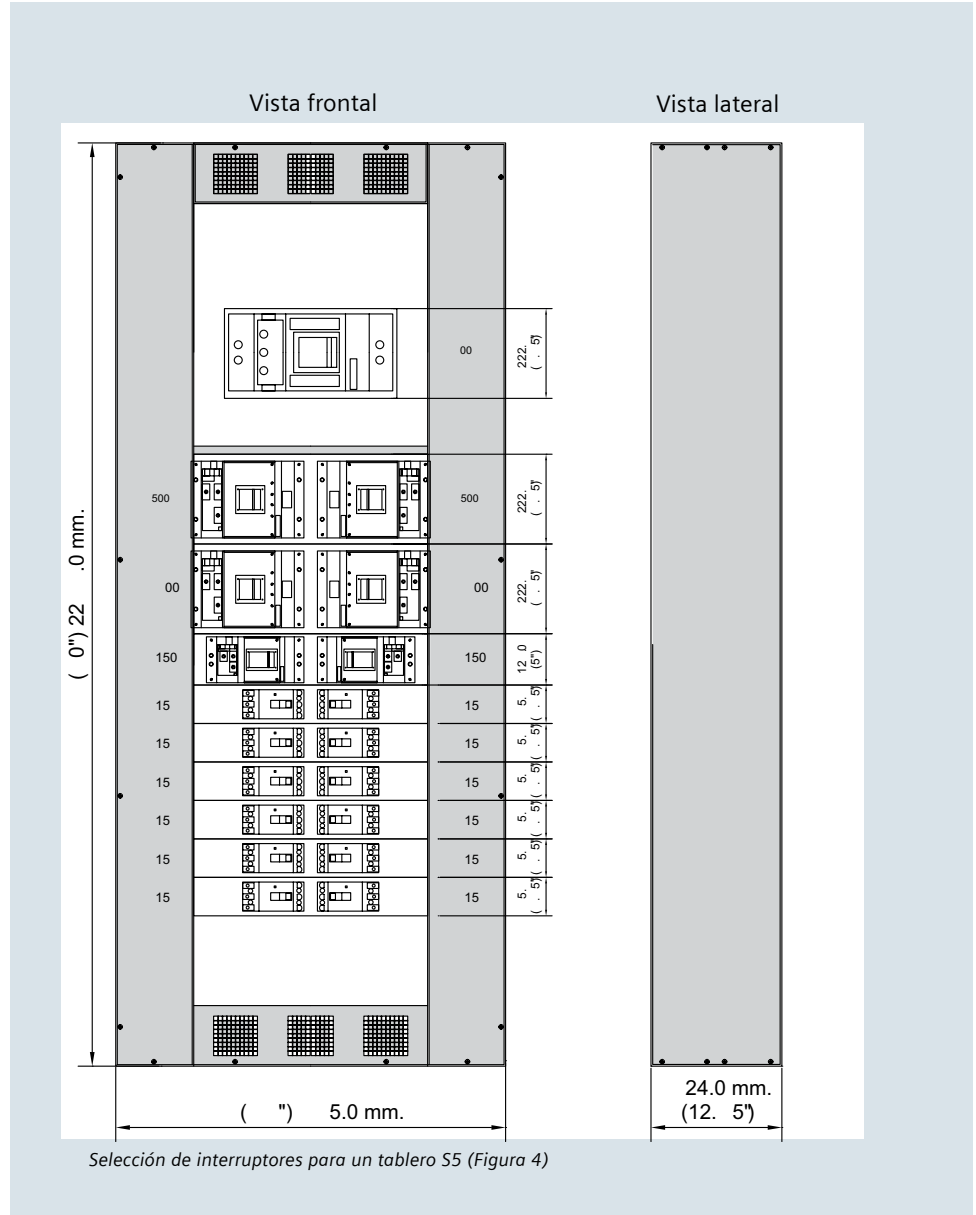 Vista frontal
Vista lateral
00
222.
( . 5")
500
500
222.
( . 5")
00
00
222.
( . 5")
150
150
12 .0
(5")
15
15
5.
( . 5")
15
15
5.
( . 5")
15
15
5.
( . 5")
15
15
5.
( . 5")
15
15
5.
( . 5")
15
15
5.
( . 5")
( 0") 22 .0 mm.
( ") 5.0 mm.
24.0 mm.
(12. 5")
Selección de interruptores para un tablero S5 (Figura 4)